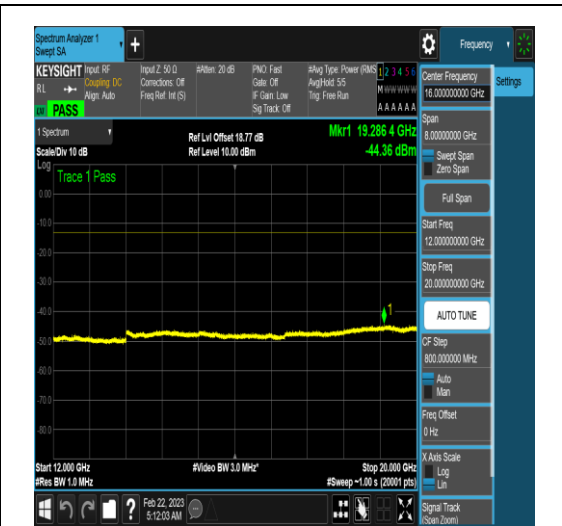 Spectrum Analyzer 1
Swept SA
Frequency
KEYSIGHT
RL
PASS
Input: RF
Coupling: DC
Align: Auto
Input Z: 50 Ω
Corrections: Off
Freq Ref: Int (S)
#Atten: 20 dB
PNO: Fast
Gate: Off
IF Gain: Low
Sig Track: Off
#Avg Type: Power (RMS)
Avg|Hold: 5/5
Trig: Free Run
1 2 3 4 5 6
M W W W W W
A A A A A A
1 Spectrum
Scale/Div 10 dB
Ref Lvl Offset 18.77 dB
Ref Level 10.00 dBm
Mkr1 19.286 4 GHz
-44.36 dBm
Log
Trace 1 Pass
0.00
-10.0
-20.0
-30.0
-40.0
-50.0
-60.0
-70.0
-80.0
1
Start 12.000 GHz
#Res BW 1.0 MHz
#Video BW 3.0 MHz*
Stop 20.000 GHz
#Sweep ~1.00 s (20001 pts)
Feb 22, 2023
5:12:03 AM
Center Frequency
16.000000000 GHz
Settings
Span
8.00000000 GHz
Swept Span
Zero Span
Full Span
Start Freq
12.000000000 GHz
Stop Freq
20.000000000 GHz
AUTO TUNE
CF Step
800.000000 MHz
Auto
Man
Freq Offset
0 Hz
X Axis Scale
Log
Lin
Signal Track
(Span Zoom)